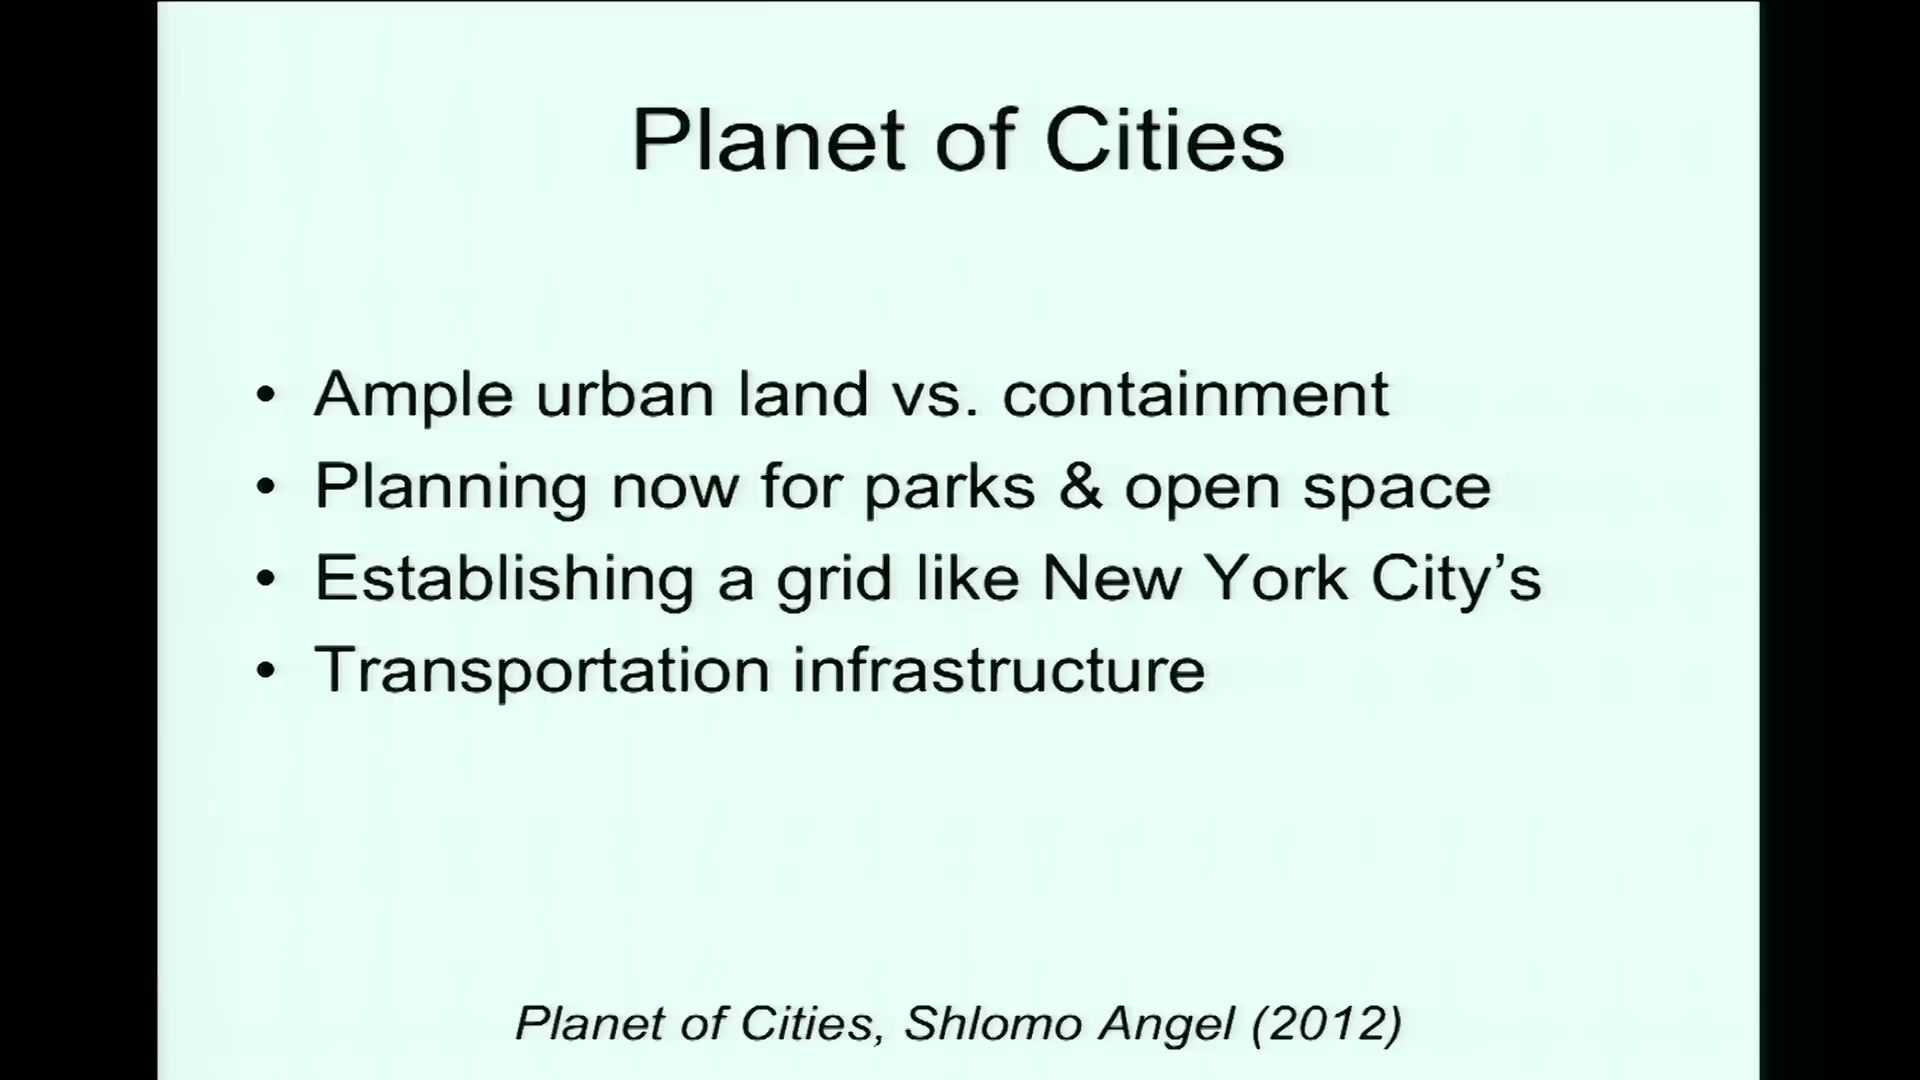 Planet of Cities
• Ample urban land vs. containment
• Planning now for parks & open space
• Establishing a grid like New York City’s
• Transportation infrastructure
Planet of Cities, Shlomo Angel (2012)